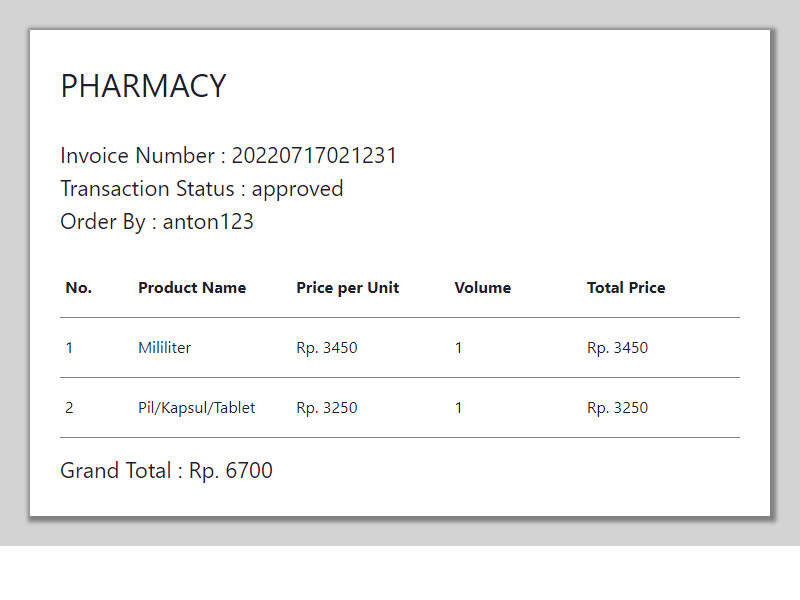 PHARMACY
Invoice Number : 20220717021231
Transaction Status : approved
Order By : anton123
No. Product Name Price per Unit Volume Total Price
1 Mililiter Rp. 3450 1 Rp. 3450
2 Pil/Kapsul/Tablet Rp. 3250 1 Rp. 3250
Grand Total : Rp. 6700